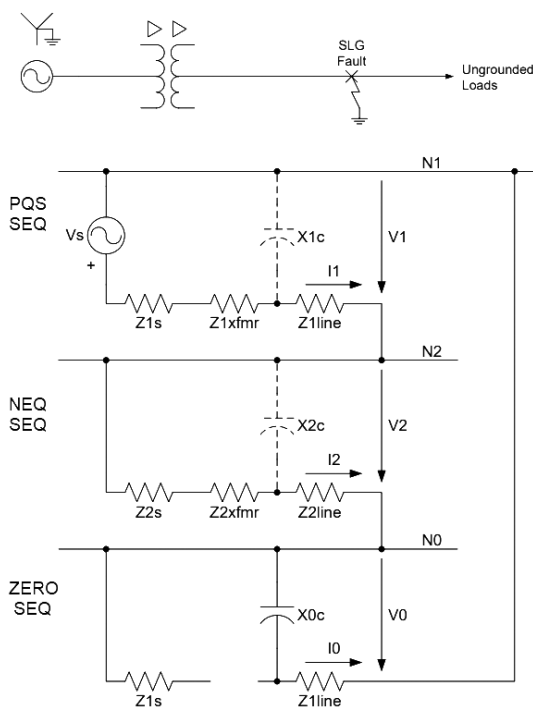 SLG
Fault
Ungrounded
Loads
N1
PQS
SEQ
Vs
+
X1c
V1
I1
Z1s
Z1xfmr
Z1line
N2
NEQ
SEQ
X2c
V2
I2
Z2s
Z2xfmr
Z2line
N0
ZERO
SEQ
X0c
V0
I0
Z1s
Z1line